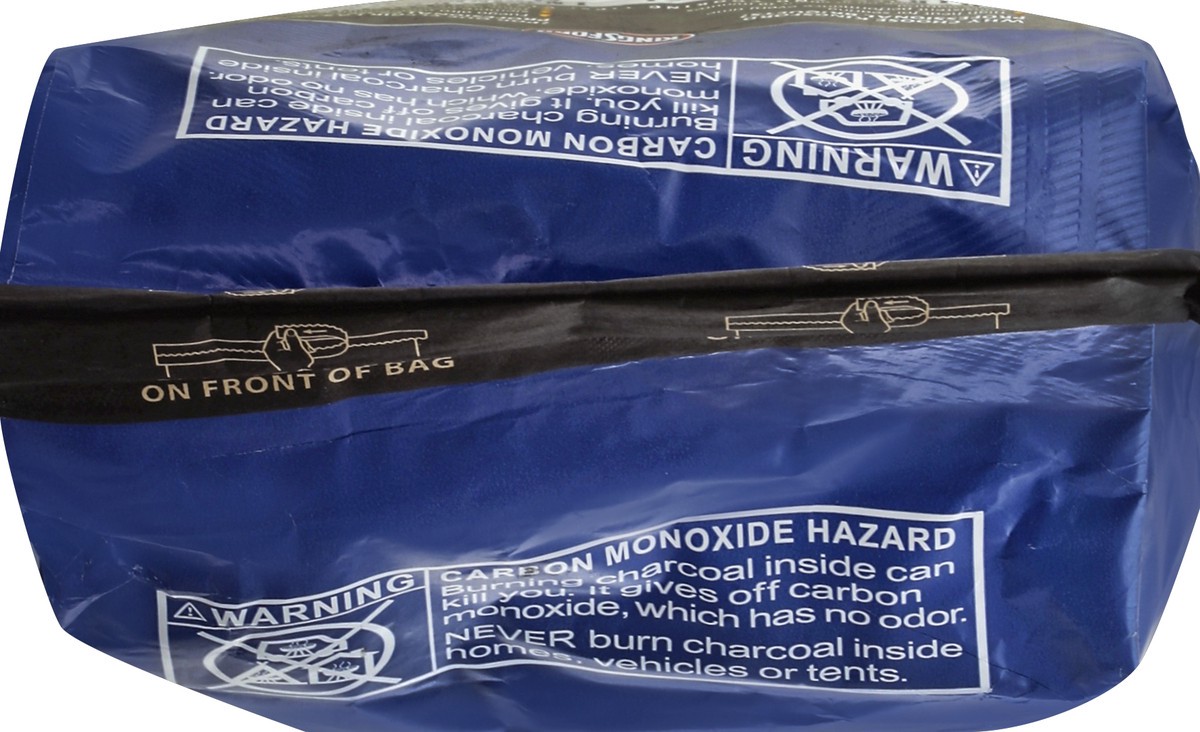 KINGSFORD
CARBON MONOXIDE HAZARD
Burning charcoal inside can
kill you. It gives off carbon
monoxide, which has no odor.
NEVER burn charcoal inside
homes, vehicles or tents.
WARNING
ON FRONT OF BAG
WARNING
CARBON MONOXIDE HAZARD
Burning charcoal inside can
kill you. It gives off carbon
monoxide, which has no odor.
NEVER burn charcoal inside
homes, vehicles or tents.